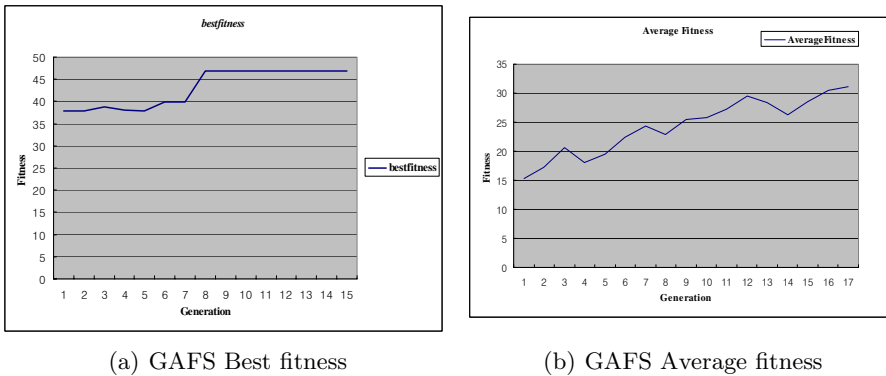 bestfitness
50
45
40
35
30
25
20
15
10
5
0
Fitness
1 2 3 4 5 6 7 8 9 10 11 12 13 14 15
Generation
bestfitness
(a) GAFS Best fitness
Average Fitness
AverageFitness
35
30
25
20
15
10
5
0
Fitness
1 2 3 4 5 6 7 8 9 10 11 12 13 14 15 16 17
Generation
(b) GAFS Average fitness